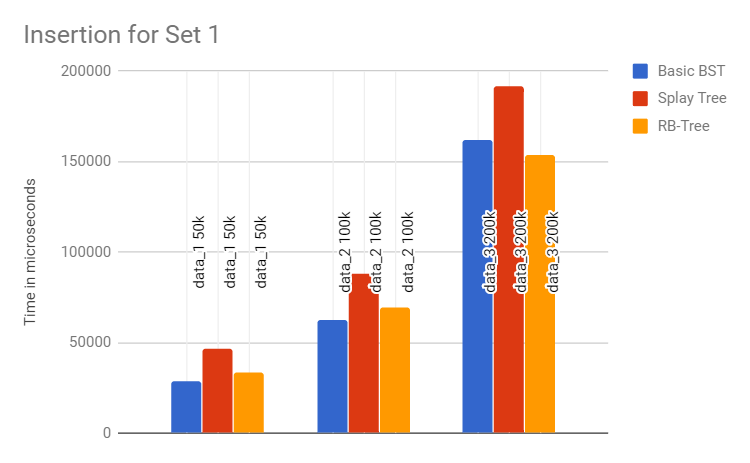 Insertion for Set 1
Basic BST
Splay Tree
RB-Tree
Time in microseconds
200000
150000
100000
50000
0
data_1 50k
data_1 50k
data_1 50k
data_2 100k
data_2 100k
data_2 100k
data_3 200k
data_3 200k
data_3 200k